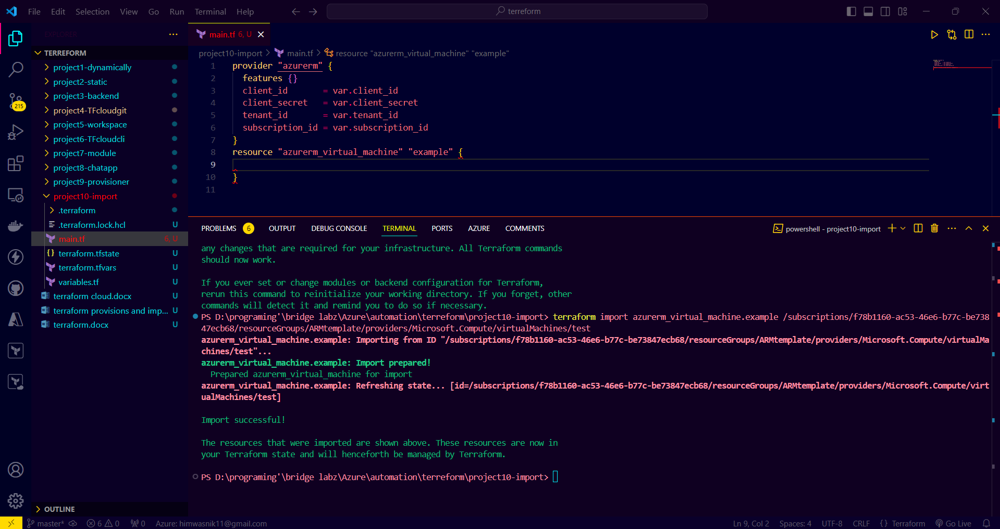 File Edit Selection View Go Run Terminal Help
terreform
EXPLORER
TERREFORM
project1-dynamically
project2-static
project3-backend
project4-TFcloudgit
project5-workspace
project6-TFcloudcli
project7-module
project8-chatapp
project9-provisioner
project10-import
.terraform
.terraform.lock.hcl U
main.tf 6, U
terraform.tfstate U
terraform.tfvars U
variables.tf U
terraform cloud.docx U
terraform provisions and imp... U
terraform.docx U
OUTLINE
215
main.tf 6, U
project10-import > main.tf > resource "azurerm_virtual_machine" "example"
1 provider "azurerm" {
2 features {}
3 client_id = var.client_id
4 client_secret = var.client_secret
5 tenant_id = var.tenant_id
6 subscription_id = var.subscription_id
7 }
8 resource "azurerm_virtual_machine" "example" {
9
10 }
11
PROBLEMS 6 OUTPUT DEBUG CONSOLE TERMINAL PORTS AZURE COMMENTS
powershell - project10-import
any changes that are required for your infrastructure. All Terraform commands
should now work.
If you ever set or change modules or backend configuration for Terraform,
rerun this command to reinitialize your working directory. If you forget, other
commands will detect it and remind you to do so if necessary.
PS D:\programing'\bridge labz\Azure\automation\terreform\project10-import> terraform import azurerm_virtual_machine.example /subscriptions/f78b1160-ac53-46e6-b77c-be738
47ecb68/resourceGroups/ARMtemplate/providers/Microsoft.Compute/virtualMachines/test
azurerm_virtual_machine.example: Importing from ID "/subscriptions/f78b1160-ac53-46e6-b77c-be73847ecb68/resourceGroups/ARMtemplate/providers/Microsoft.Compute/virtualMa
chines/test"...
azurerm_virtual_machine.example: Import prepared!
Prepared azurerm_virtual_machine for import
azurerm_virtual_machine.example: Refreshing state... [id=/subscriptions/f78b1160-ac53-46e6-b77c-be73847ecb68/resourceGroups/ARMtemplate/providers/Microsoft.Compute/virt
ualMachines/test]
Import successful!
The resources that were imported are shown above. These resources are now in
your Terraform state and will henceforth be managed by Terraform.
PS D:\programing'\bridge labz\Azure\automation\terreform\project10-import>
master* 6 0 0 Azure: himwasnik11@gmail.com Ln 9, Col 2 Spaces: 4 UTF-8 CRLF {} Terraform Go Live